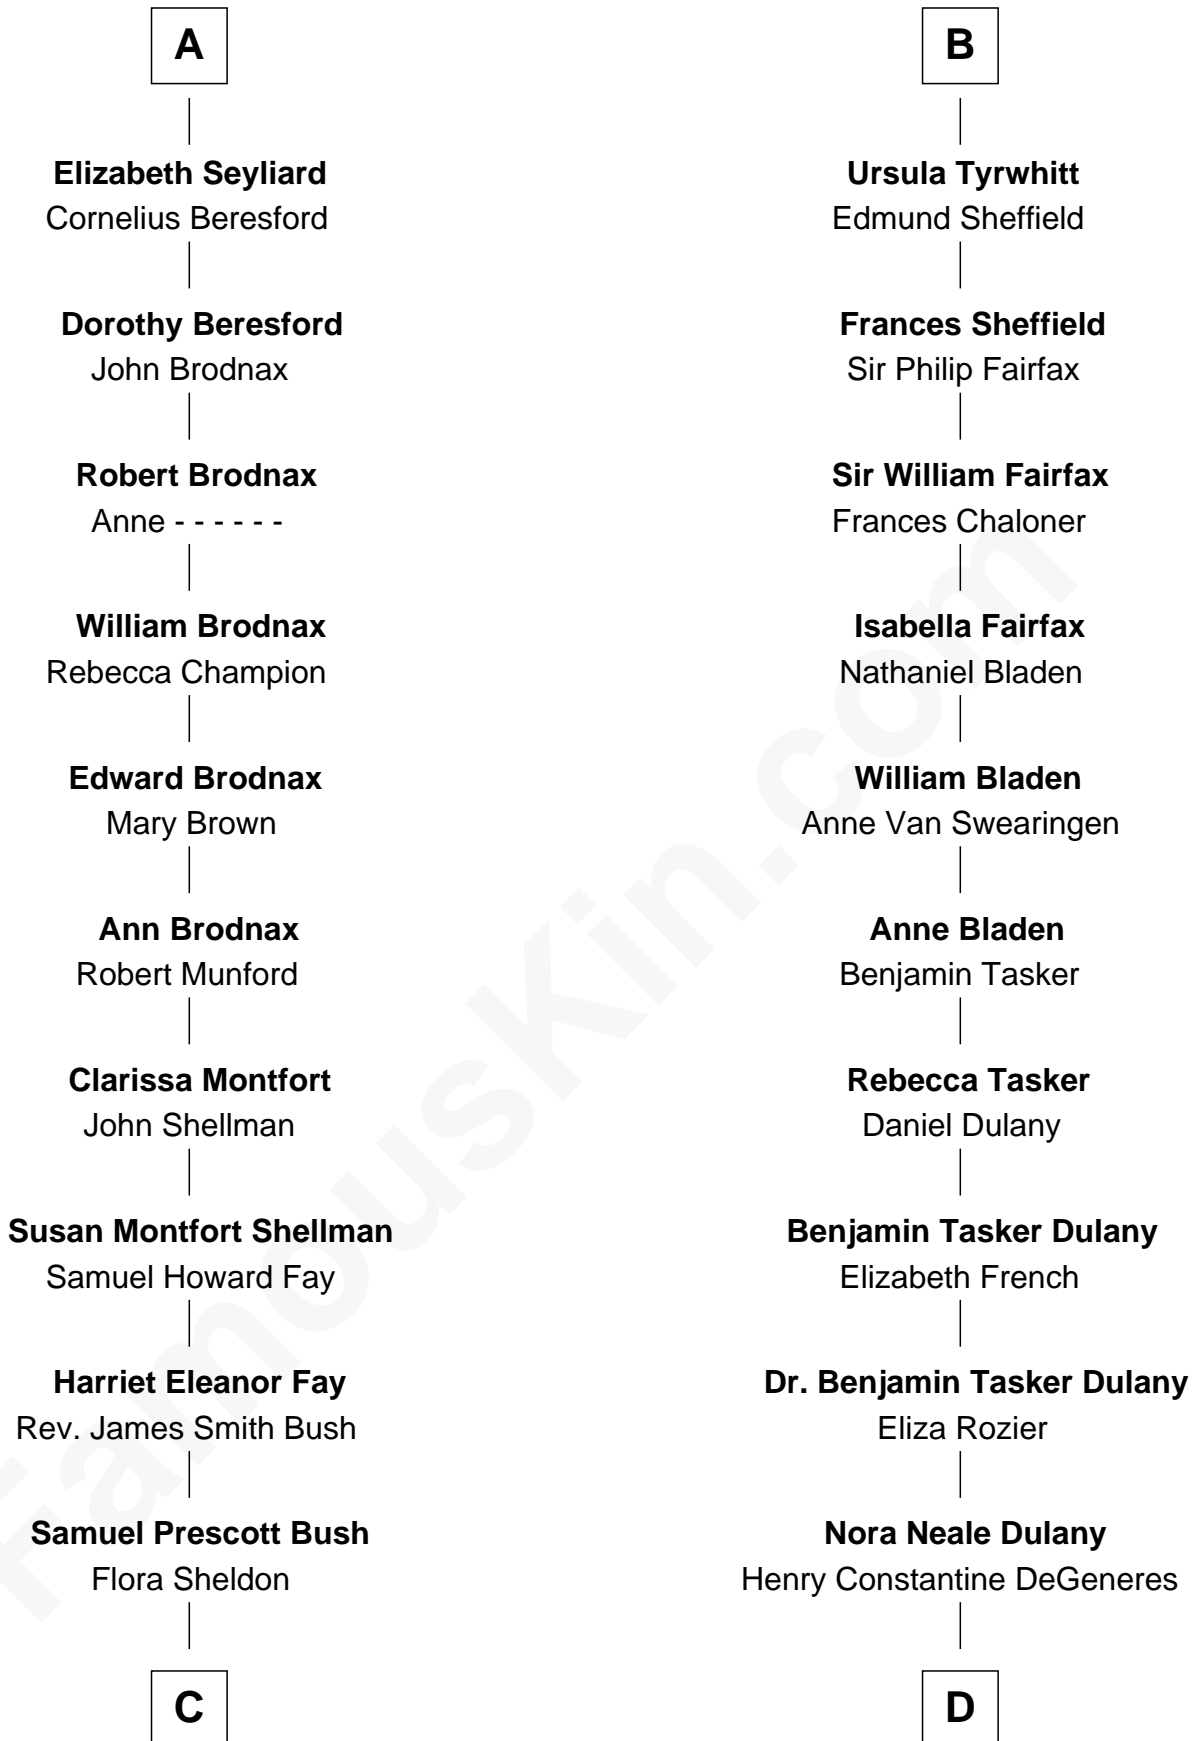 A
Elizabeth Seyliard
Cornelius Beresford
Dorothy Beresford
John Brodnax
Robert Brodnax
Anne - - - - - -
William Brodnax
Rebecca Champion
Edward Brodnax
Mary Brown
Ann Brodnax
Robert Munford
Clarissa Montfort
John Shellman
Susan Montfort Shellman
Samuel Howard Fay
Harriet Eleanor Fay
Rev. James Smith Bush
Samuel Prescott Bush
Flora Sheldon
C
B
Ursula Tyrwhitt
Edmund Sheffield
Frances Sheffield
Sir Philip Fairfax
Sir William Fairfax
Frances Chaloner
Isabella Fairfax
Nathaniel Bladen
William Bladen
Anne Van Swearingen
Anne Bladen
Benjamin Tasker
Rebecca Tasker
Daniel Dulany
Benjamin Tasker Dulany
Elizabeth French
Dr. Benjamin Tasker Dulany
Eliza Rozier
Nora Neale Dulany
Henry Constantine DeGeneres
D
FamousKin.com